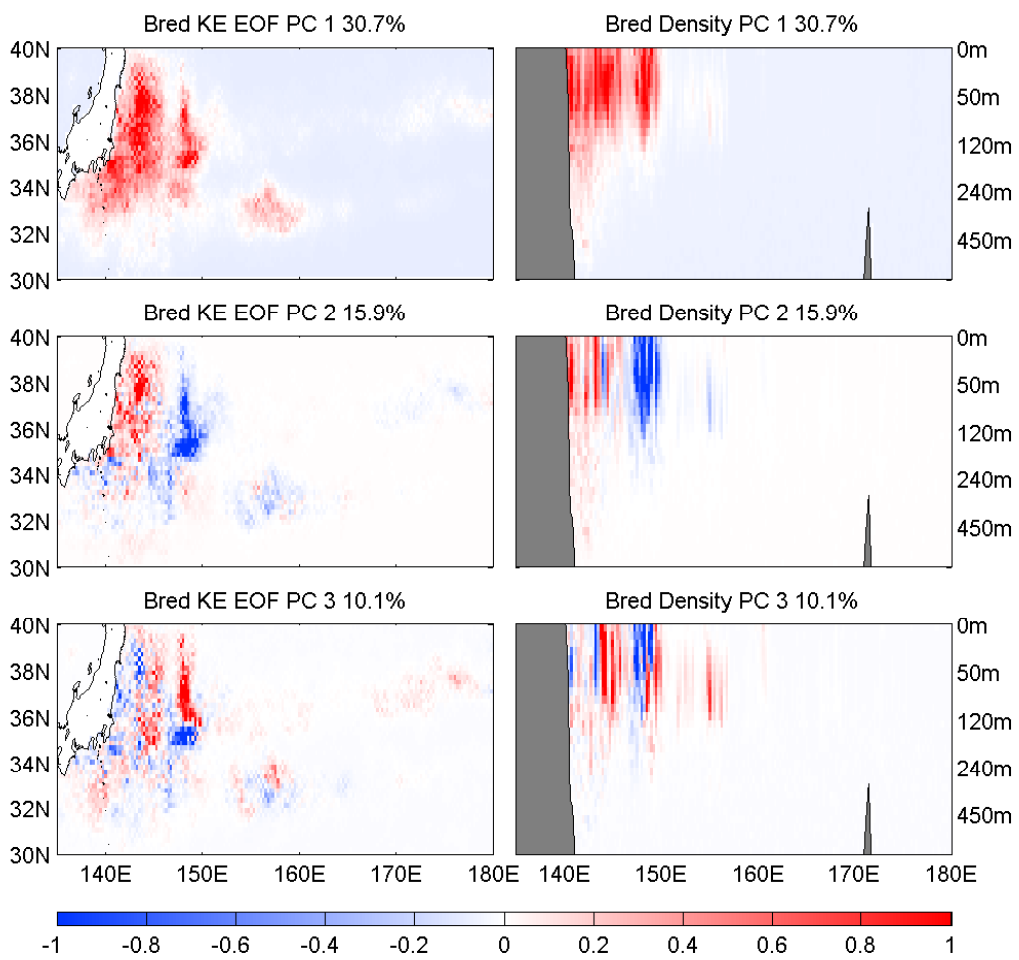 Bred KE EOF PC 1 30.7%
Bred Density PC 1 30.7%
40N
38N
36N
34N
32N
30N
0m
50m
120m
240m
450m
Bred KE EOF PC 2 15.9%
Bred Density PC 2 15.9%
40N
38N
36N
34N
32N
30N
0m
50m
120m
240m
450m
Bred KE EOF PC 3 10.1%
Bred Density PC 3 10.1%
40N
38N
36N
34N
32N
30N
0m
50m
120m
240m
450m
140E 150E 160E 170E 180E
140E 150E 160E 170E 180E
-1 -0.8 -0.6 -0.4 -0.2 0 0.2 0.4 0.6 0.8 1